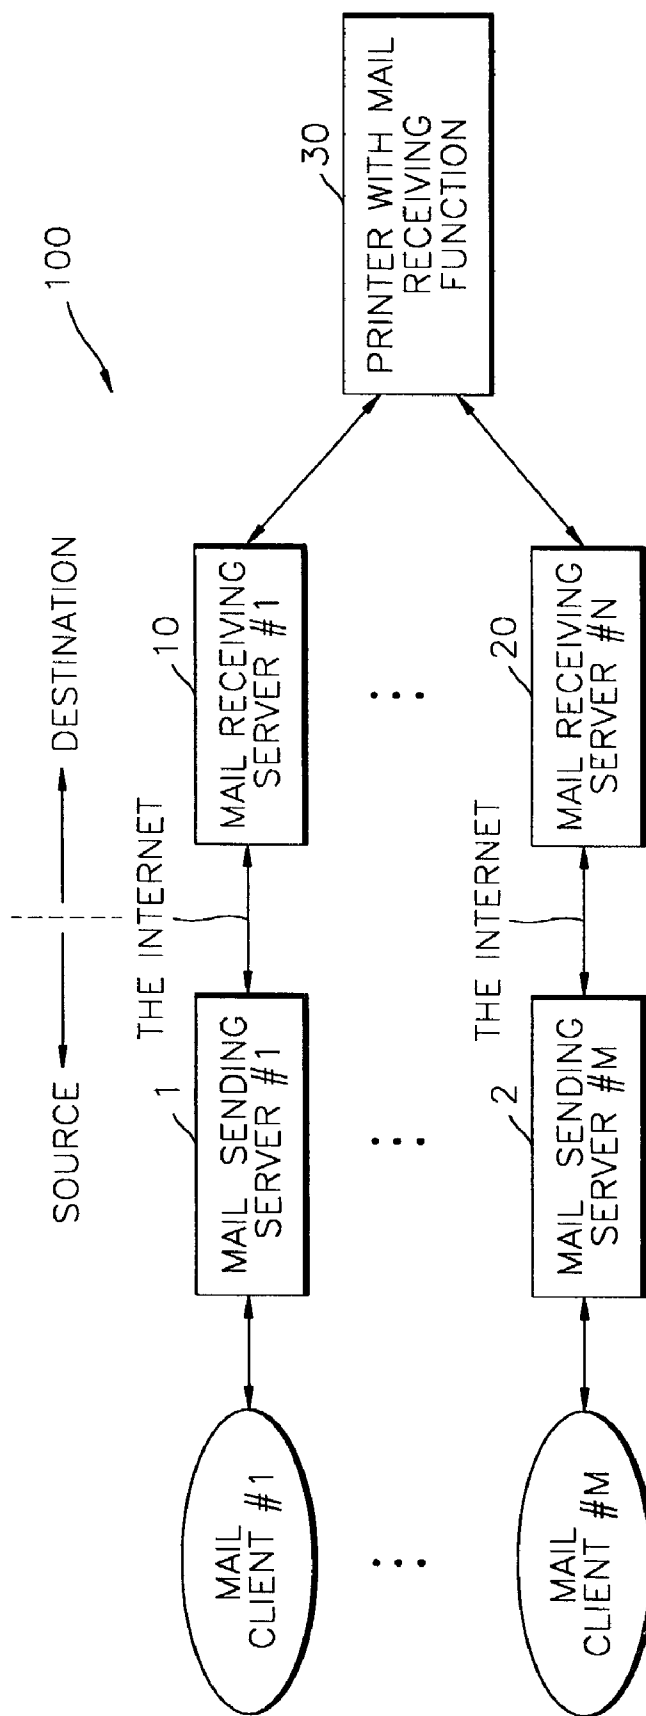 100
SOURCE
DESTINATION
THE INTERNET
MAIL
CLIENT #1
1
MAIL SENDING
SERVER #1
10
MAIL RECEIVING
SERVER #1
30
PRINTER WITH MAIL
RECEIVING
FUNCTION
THE INTERNET
MAIL
CLIENT #M
2
MAIL SENDING
SERVER #M
20
MAIL RECEIVING
SERVER #N